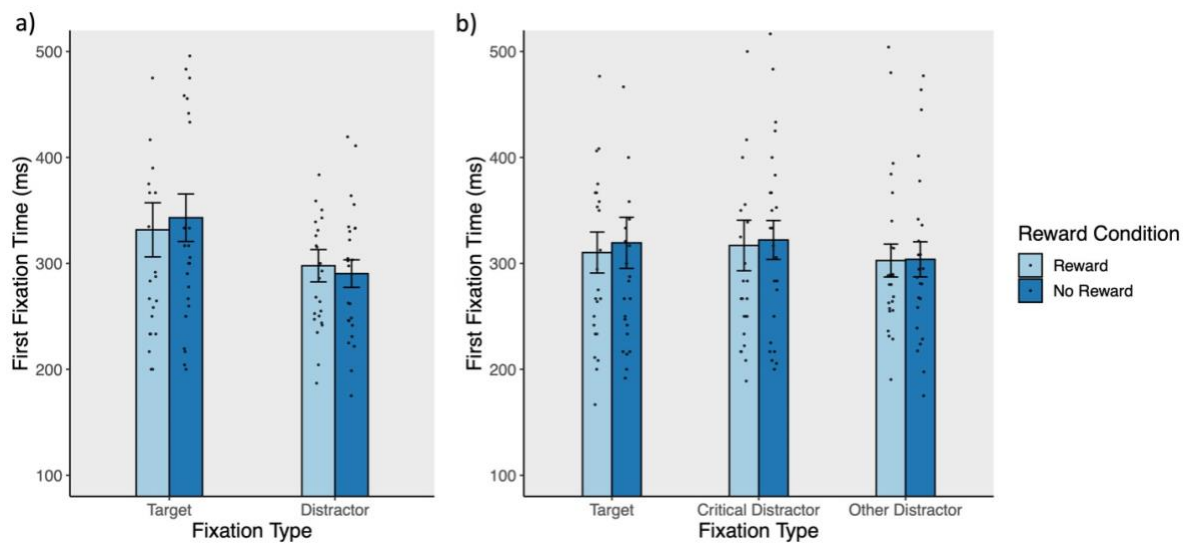 a)
500
400
300
200
100
First Fixation Time (ms)
Target Distractor
Fixation Type
b)
500
400
300
200
100
First Fixation Time (ms)
Target Critical Distractor Other Distractor
Fixation Type
Reward Condition
Reward
No Reward